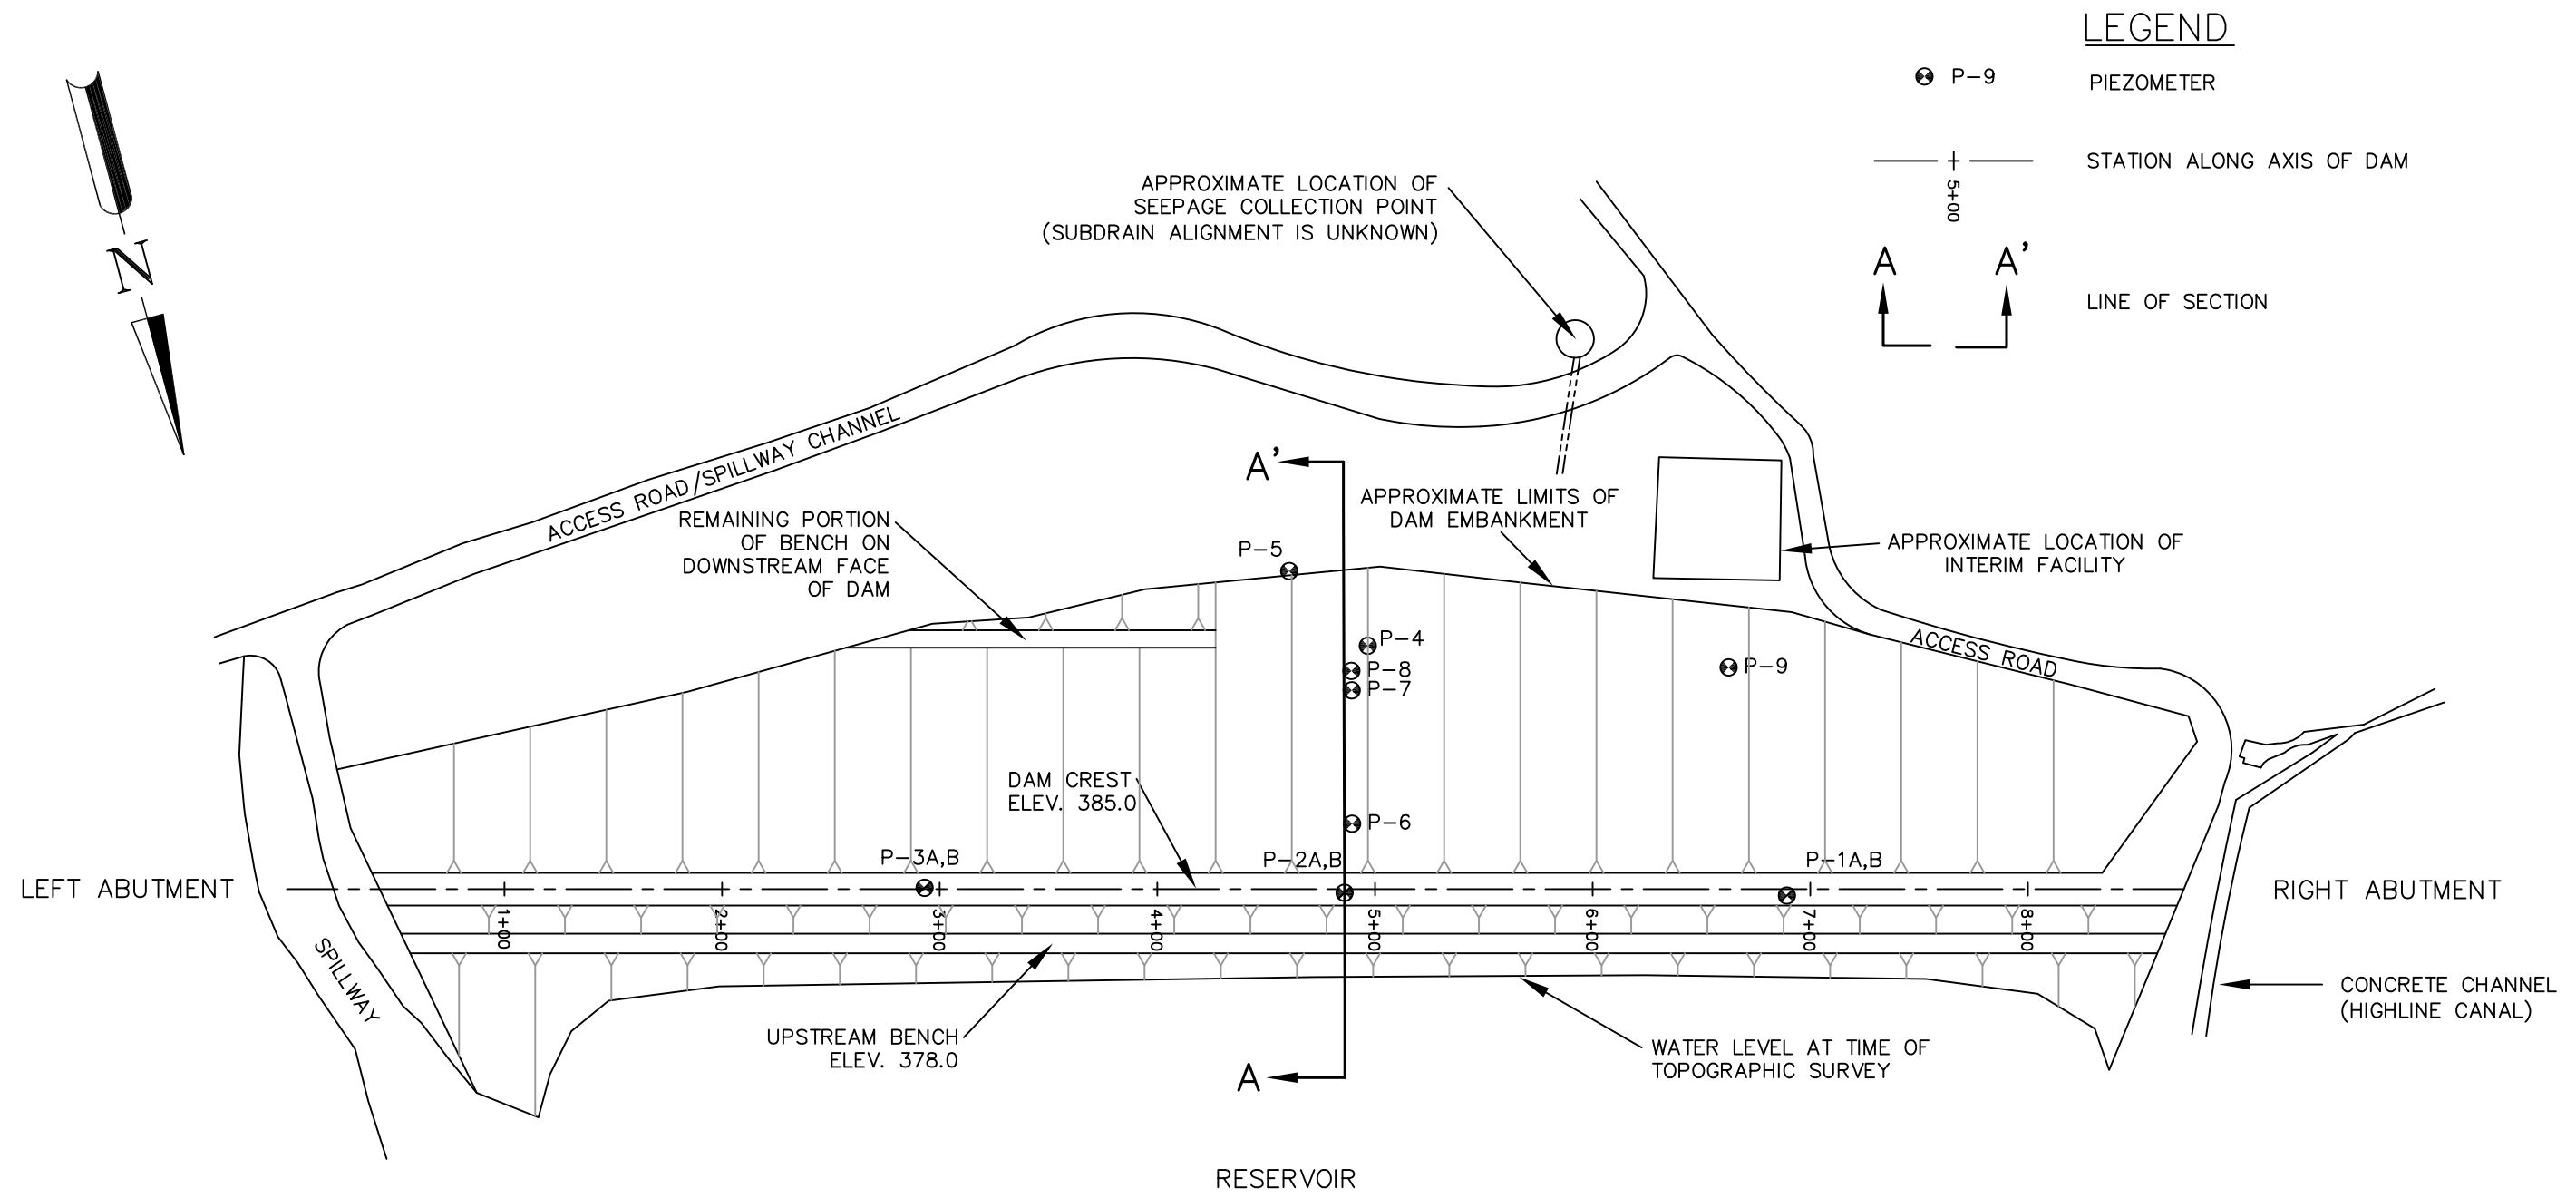 LEGEND
P-9
PIEZOMETER
STATION ALONG AXIS OF DAM
5+00
A A'
LINE OF SECTION
N
APPROXIMATE LOCATION OF
SEEPAGE COLLECTION POINT
(SUBDRAIN ALIGNMENT IS UNKNOWN)
ACCESS ROAD/SPILLWAY CHANNEL
A'
REMAINING PORTION
OF BENCH ON
DOWNSTREAM FACE
OF DAM
APPROXIMATE LIMITS OF
DAM EMBANKMENT
P-5
APPROXIMATE LOCATION OF
INTERIM FACILITY
P-4
P-8
P-7
P-9
ACCESS ROAD
DAM CREST
ELEV. 385.0
P-6
P-3A,B
P-2A,B
P-1A,B
LEFT ABUTMENT
RIGHT ABUTMENT
1+00
2+00
3+00
4+00
5+00
6+00
7+00
8+00
SPILLWAY
UPSTREAM BENCH
ELEV. 378.0
A
WATER LEVEL AT TIME OF
TOPOGRAPHIC SURVEY
CONCRETE CHANNEL
(HIGHLINE CANAL)
RESERVOIR